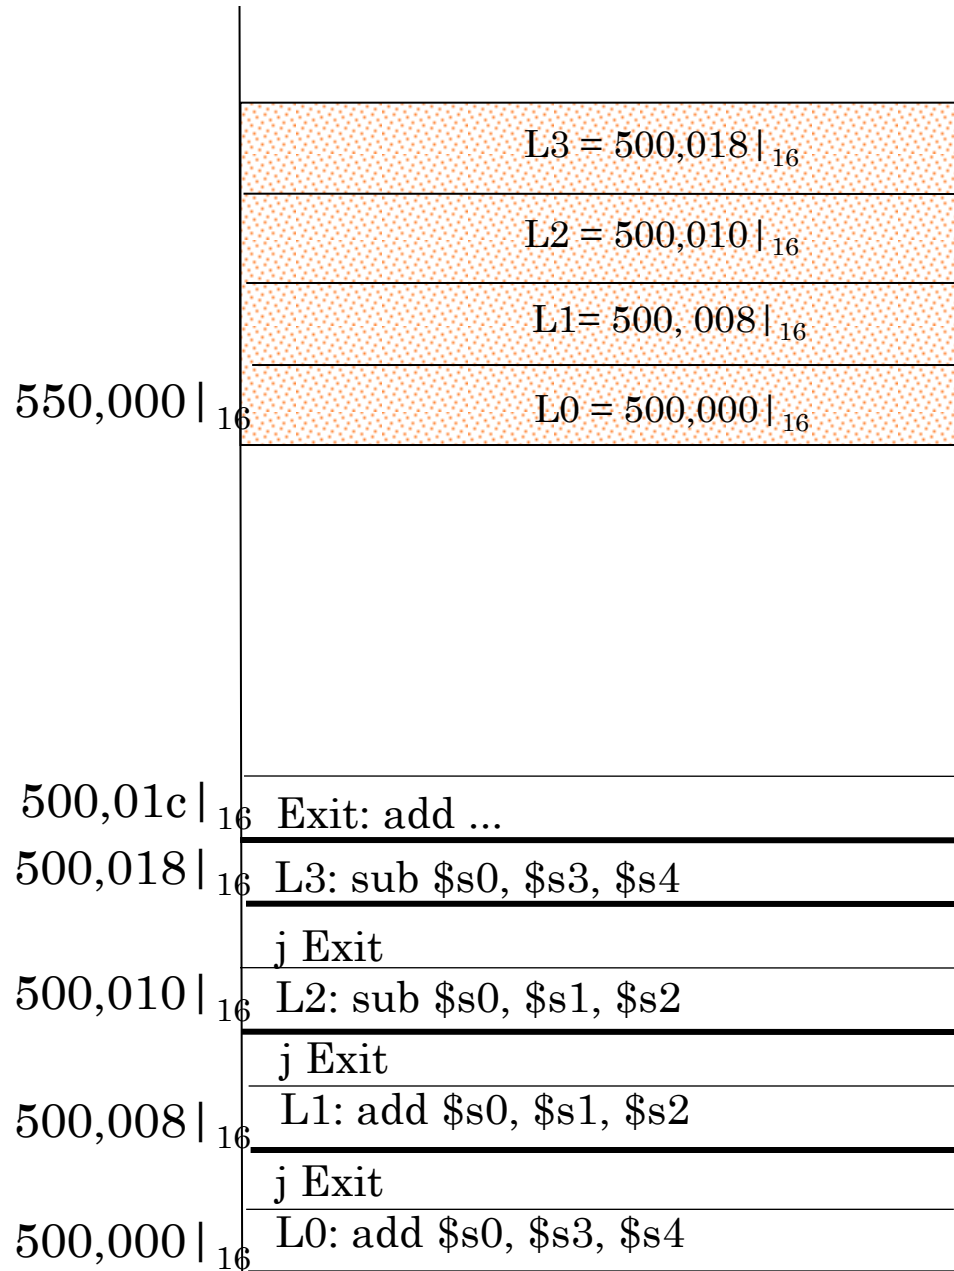 L3 = 500,018|16
L2 = 500,010|16
L1= 500, 008|16
550,000|16 L0 = 500,000|16
500,01c|16 Exit: add ...
500,018|16 L3: sub $s0, $s3, $s4
j Exit
500,010|16 L2: sub $s0, $s1, $s2
j Exit
500,008|16 L1: add $s0, $s1, $s2
j Exit
500,000|16 L0: add $s0, $s3, $s4